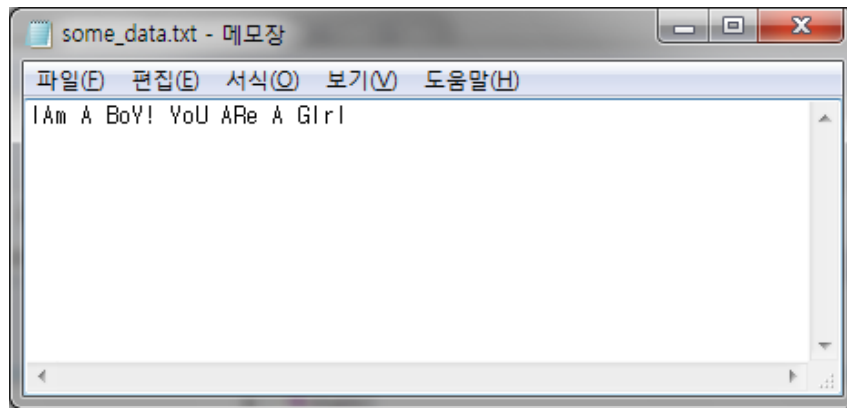 some_data.txt - 메모장
파일(F) 편집(E) 서식(O) 보기(V) 도움말(H)
IAm A BoY! YoU ARe A GIrl